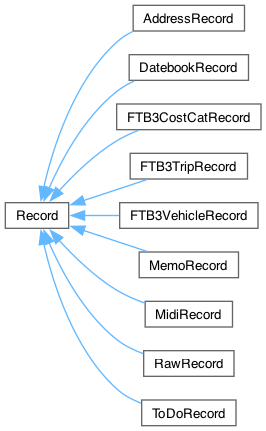 AddressRecord
DatebookRecord
FTB3CostCatRecord
FTB3TripRecord
Record
FTB3VehicleRecord
MemoRecord
MidiRecord
RawRecord
ToDoRecord